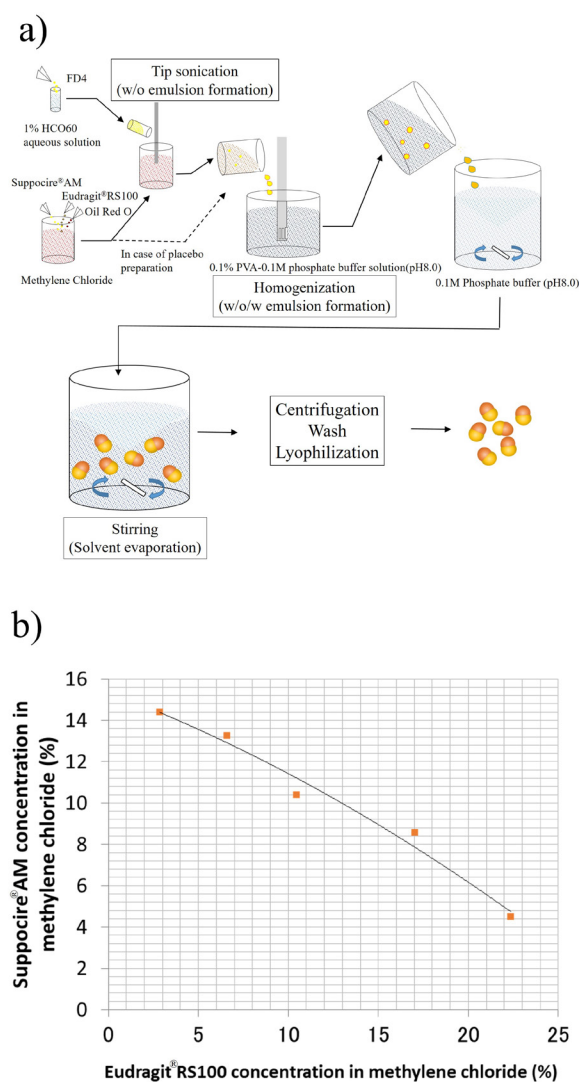 a)
FD4
Tip sonication
(w/o emulsion formation)
1% HCO60
aqueous solution
Suppocire®AM
Eudragit®RS100
Oil Red O
Methylene Chloride
In case of placebo
preparation
0.1% PVA-0.1M phosphate buffer solution(pH8.0)
Homogenization
(w/o/w emulsion formation)
0.1M Phosphate buffer (pH8.0)
Stirring
(Solvent evaporation)
Centrifugation
Wash
Lyophilization
b)
Suppocire®AM concentration in
methylene chloride (%)
16
14
12
10
8
6
4
2
0
0 5 10 15 20 25
Eudragit®RS100 concentration in methylene chloride (%)